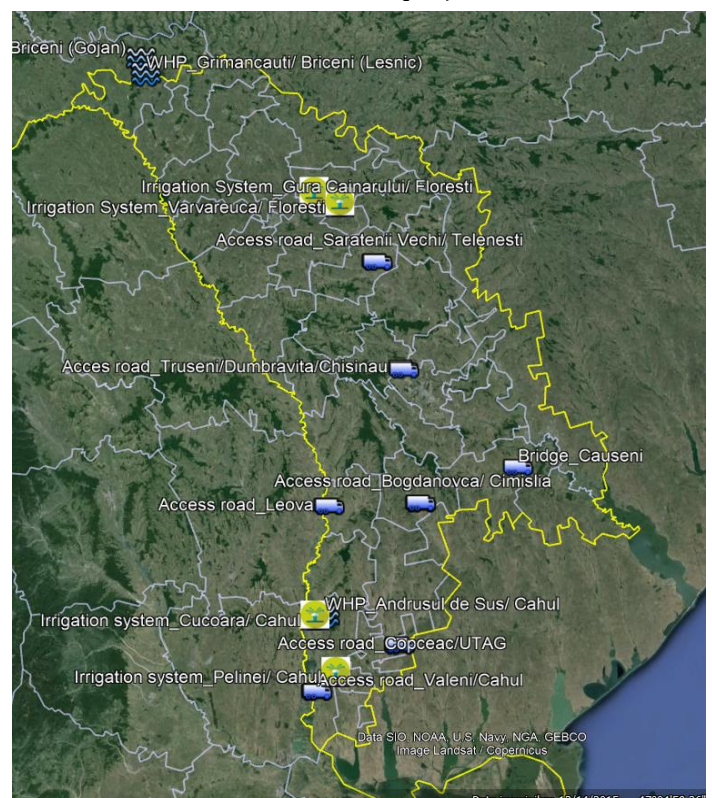 Briceni (Gojan)
WHP_Grimancauti/ Briceni (Lesnic)
Irrigation System_Gura Cainarului/ Floresti
Irrigation System_Varvareuca/ Floresti
Access road_Saratenii Vechi/ Telenesti
Acces road_Truseni/Dumbravita/Chisinau
Bridge_Causeni
Access road_Bogdanovca/ Cimislia
Access road_Leova
WHP_Andrusul de Sus/ Cahul
Irrigation system_Cucoara/ Cahul
Access road_Copceac/UTAG
Irrigation system_Pelinei/ Cahul
Access road_Valeni/Cahul
Data SIO, NOAA, U.S. Navy, NGA, GEBCO
Image Landsat / Copernicus